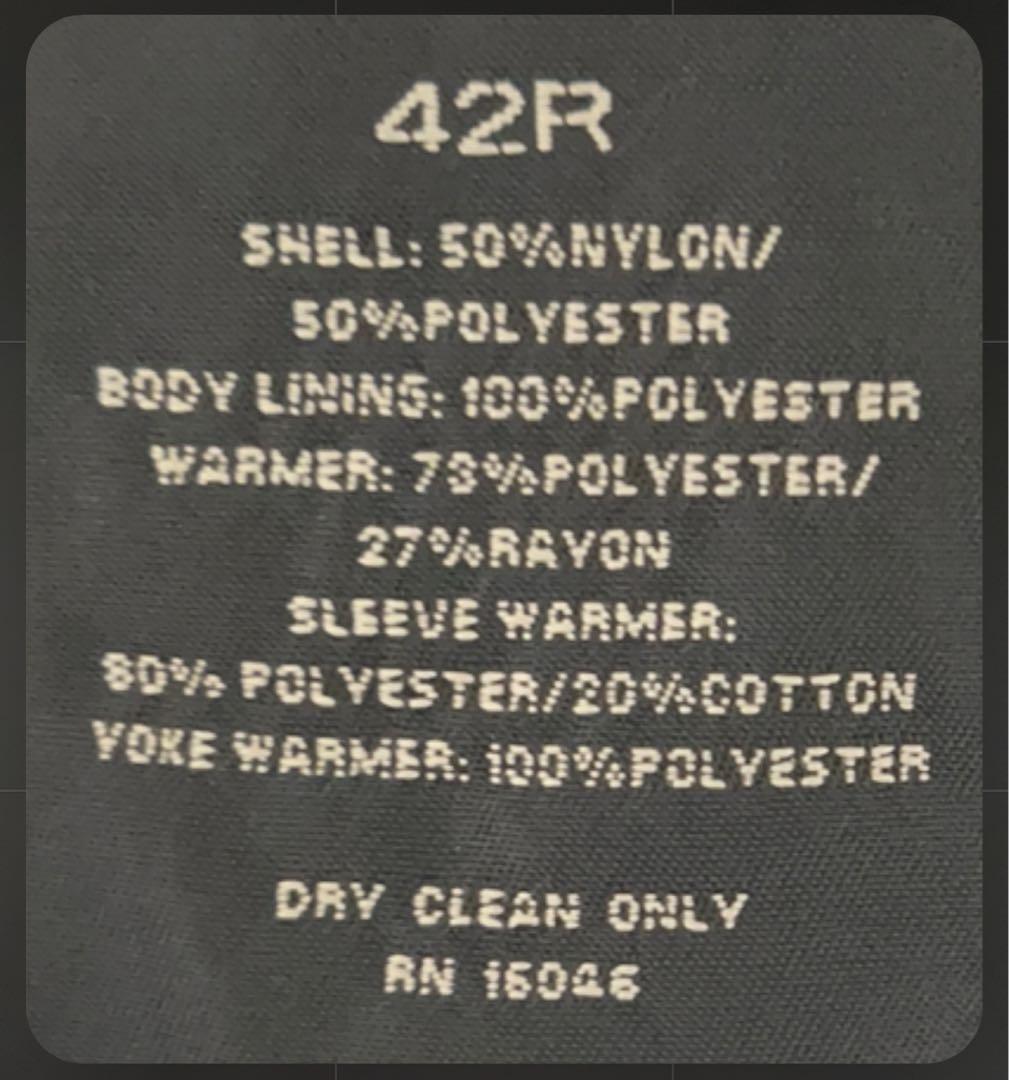 42R
SHELL: 50%NYLON/
50%POLYESTER
BODY LINING: 100%POLYESTER
WARMER: 73%POLYESTER/
27%RAYON
SLEEVE WARMER:
80% POLYESTER/20%COTTON
YOKE WARMER: 100%POLYESTER
DRY CLEAN ONLY
RN